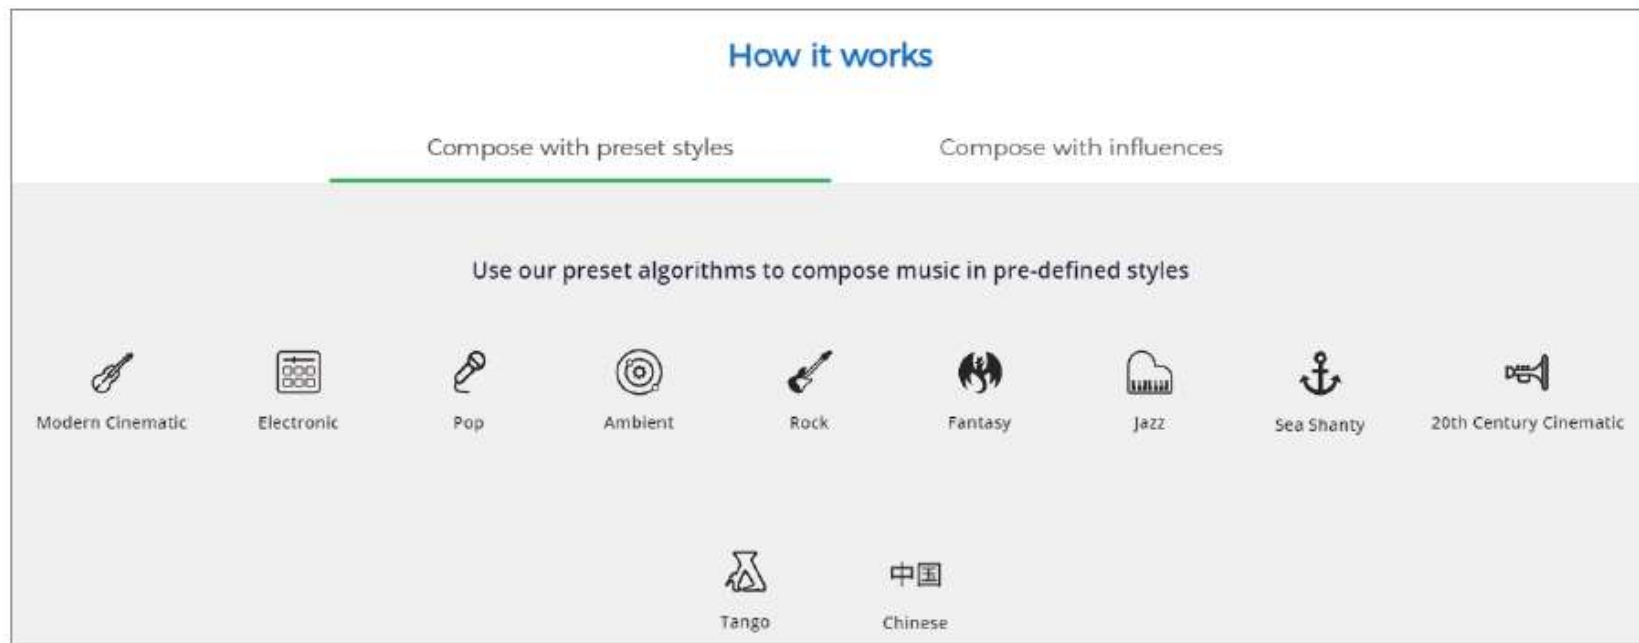 How it works
Compose with preset styles Compose with influences
Use our preset algorithms to compose music in pre-defined styles
Modern Cinematic Electronic Pop Ambient Rock Fantasy Jazz Sea Shanty 20th Century Cinematic
中国
Tango Chinese